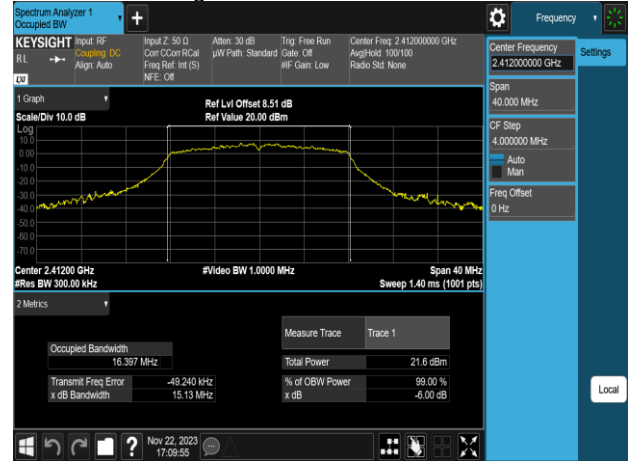 Spectrum Analyzer 1
Occupied BW
Frequency
KEYSIGHT
Input: RF
Input Z: 50 Ω
Atten: 30 dB
Trig: Free Run
Center Freq: 2.412000000 GHz
RL
Coupling: DC
Corr CCorr RCal
µW Path: Standard
Gate: Off
Avg|Hold: 100/100
Align: Auto
Freq Ref: Int (S)
#IF Gain: Low
Radio Std: None
LXI
NFE: Off
Center Frequency
2.412000000 GHz
Settings
Span
40.000 MHz
CF Step
4.000000 MHz
Auto
Man
Freq Offset
0 Hz
1 Graph
Ref Lvl Offset 8.51 dB
Scale/Div 10.0 dB
Ref Value 20.00 dBm
Log
10.0
0.00
-10.0
-20.0
-30.0
-40.0
-50.0
-60.0
-70.0
Center 2.41200 GHz
#Video BW 1.0000 MHz
Span 40 MHz
#Res BW 300.00 kHz
Sweep 1.40 ms (1001 pts)
2 Metrics
Measure Trace
Trace 1
Occupied Bandwidth
16.397 MHz
Total Power
21.6 dBm
Transmit Freq Error
-49.240 kHz
% of OBW Power
99.00 %
x dB Bandwidth
15.13 MHz
x dB
-6.00 dB
Local
Nov 22, 2023
17:09:55